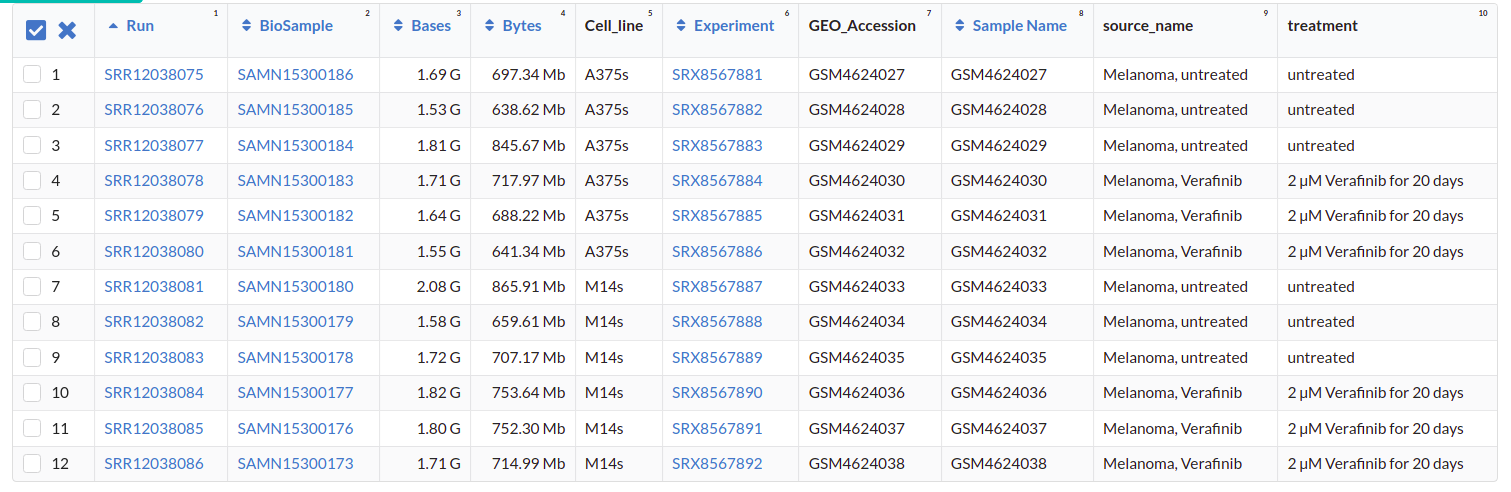 1 Run 2 BioSample 3 Bases 4 Bytes 5 Cell_line 6 Experiment 7 GEO_Accession 8 Sample Name 9 source_name 10 treatment
1 SRR12038075 SAMN15300186 1.69 G 697.34 Mb A375s SRX8567881 GSM4624027 GSM4624027 Melanoma, untreated untreated
2 SRR12038076 SAMN15300185 1.53 G 638.62 Mb A375s SRX8567882 GSM4624028 GSM4624028 Melanoma, untreated untreated
3 SRR12038077 SAMN15300184 1.81 G 845.67 Mb A375s SRX8567883 GSM4624029 GSM4624029 Melanoma, untreated untreated
4 SRR12038078 SAMN15300183 1.71 G 717.97 Mb A375s SRX8567884 GSM4624030 GSM4624030 Melanoma, Verafinib 2 µM Verafinib for 20 days
5 SRR12038079 SAMN15300182 1.64 G 688.22 Mb A375s SRX8567885 GSM4624031 GSM4624031 Melanoma, Verafinib 2 µM Verafinib for 20 days
6 SRR12038080 SAMN15300181 1.55 G 641.34 Mb A375s SRX8567886 GSM4624032 GSM4624032 Melanoma, Verafinib 2 µM Verafinib for 20 days
7 SRR12038081 SAMN15300180 2.08 G 865.91 Mb M14s SRX8567887 GSM4624033 GSM4624033 Melanoma, untreated untreated
8 SRR12038082 SAMN15300179 1.58 G 659.61 Mb M14s SRX8567888 GSM4624034 GSM4624034 Melanoma, untreated untreated
9 SRR12038083 SAMN15300178 1.72 G 707.17 Mb M14s SRX8567889 GSM4624035 GSM4624035 Melanoma, untreated untreated
10 SRR12038084 SAMN15300177 1.82 G 753.64 Mb M14s SRX8567890 GSM4624036 GSM4624036 Melanoma, Verafinib 2 µM Verafinib for 20 days
11 SRR12038085 SAMN15300176 1.80 G 752.30 Mb M14s SRX8567891 GSM4624037 GSM4624037 Melanoma, Verafinib 2 µM Verafinib for 20 days
12 SRR12038086 SAMN15300173 1.71 G 714.99 Mb M14s SRX8567892 GSM4624038 GSM4624038 Melanoma, Verafinib 2 µM Verafinib for 20 days